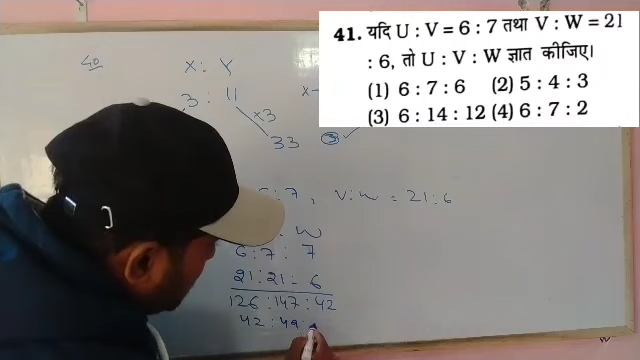 41. यदि U : V = 6 : 7 तथा V : W = 21
: 6, तो U : V : W ज्ञात कीजिए।
(1) 6 : 7 : 6 (2) 5 : 4 : 3
(3) 6 : 14 : 12 (4) 6 : 7 : 2
40
X : Y
3 : 11
x3
33 3 ✓
: 7, V:W = 21:6
W
6 : 7 : 7
21 : 21 : 6
126 : 147 : 42
42 : 49 :